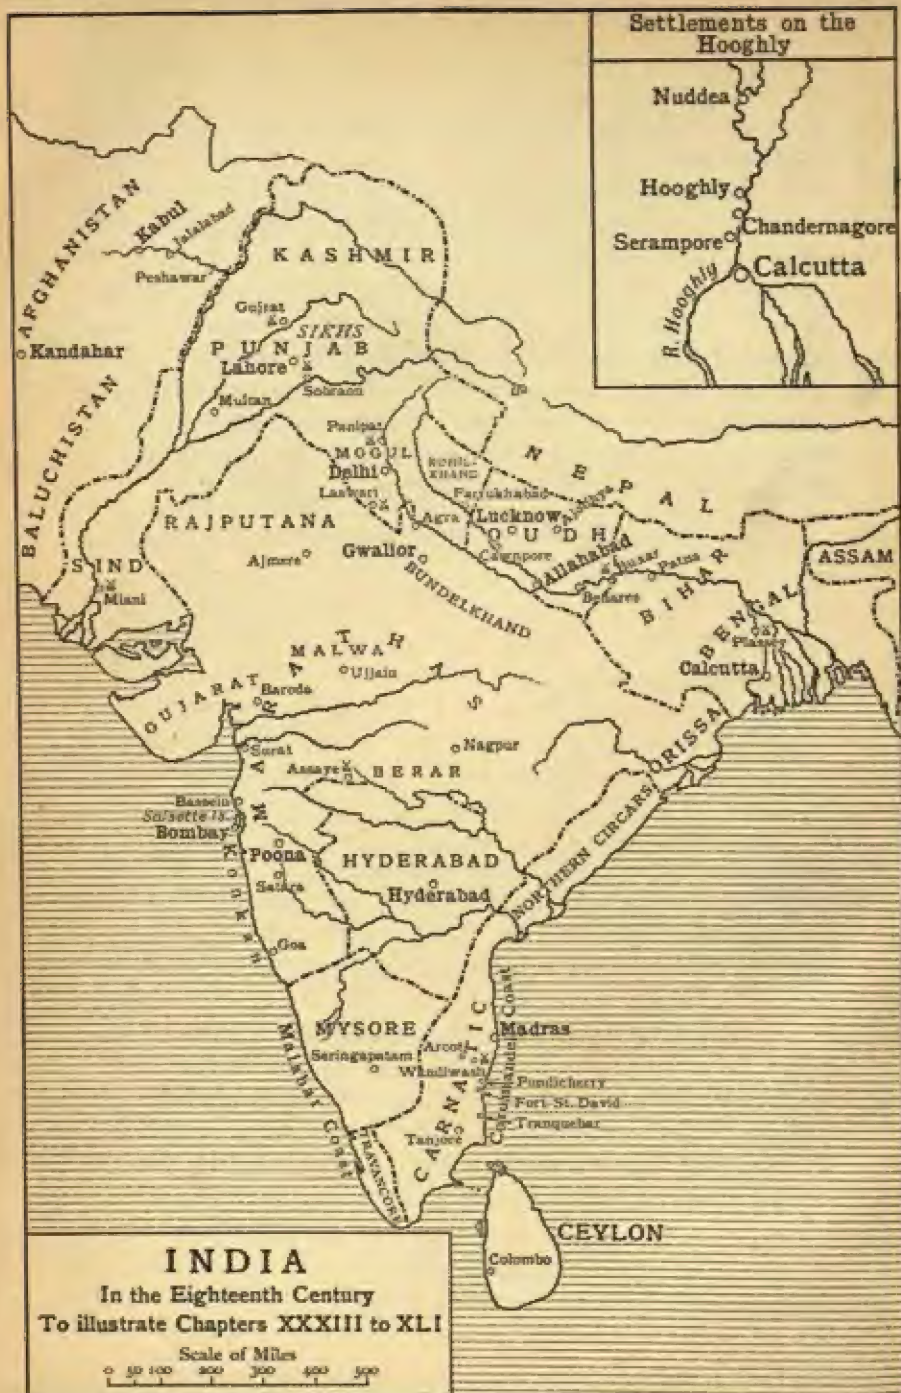 Settlements on the
Hooghly
Nuddea
Hooghly
Chandernagore
Serampore
Calcutta
R. Hooghly
AFGHANISTAN
Kabul
Jalalabad
Peshawar
KASHMIR
Kandahar
Gujrat
SIKHS
PUNJAB
Lahore
Sobraon
Multan
BALUCHISTAN
Panipat
MOGUL
Delhi
ROHIL-
KHAND
Laswari
Agra
Farrukhabad
NEPAL
Lucknow
Ajodhya
OUDH
Cawnpore
RAJPUTANA
Ajmere
Gwalior
Allahabad
Buxar
Patna
Benares
BIHAR
ASSAM
SIND
Miani
BUNDELKHAND
BENGAL
Plassey
Calcutta
MARATHAS
MALWAH
Ujjain
GUJARAT
Baroda
Surat
Nagpur
Assaye
BERAR
ORISSA
NORTHERN CIRCARS
Bassein
Salsette Is.
Bombay
Poona
Satara
HYDERABAD
Hyderabad
Konkan
Goa
MYSORE
Seringapatam
Malabar Coast
CARNATIC
Madras
Arcot
Wandiwash
Coromandel Coast
Pondicherry
Fort St. David
Tranquebar
Tanjore
TRAVANCORE
CEYLON
Colombo
INDIA
In the Eighteenth Century
To illustrate Chapters XXXIII to XLI
Scale of Miles
0 50 100 200 300 400 500